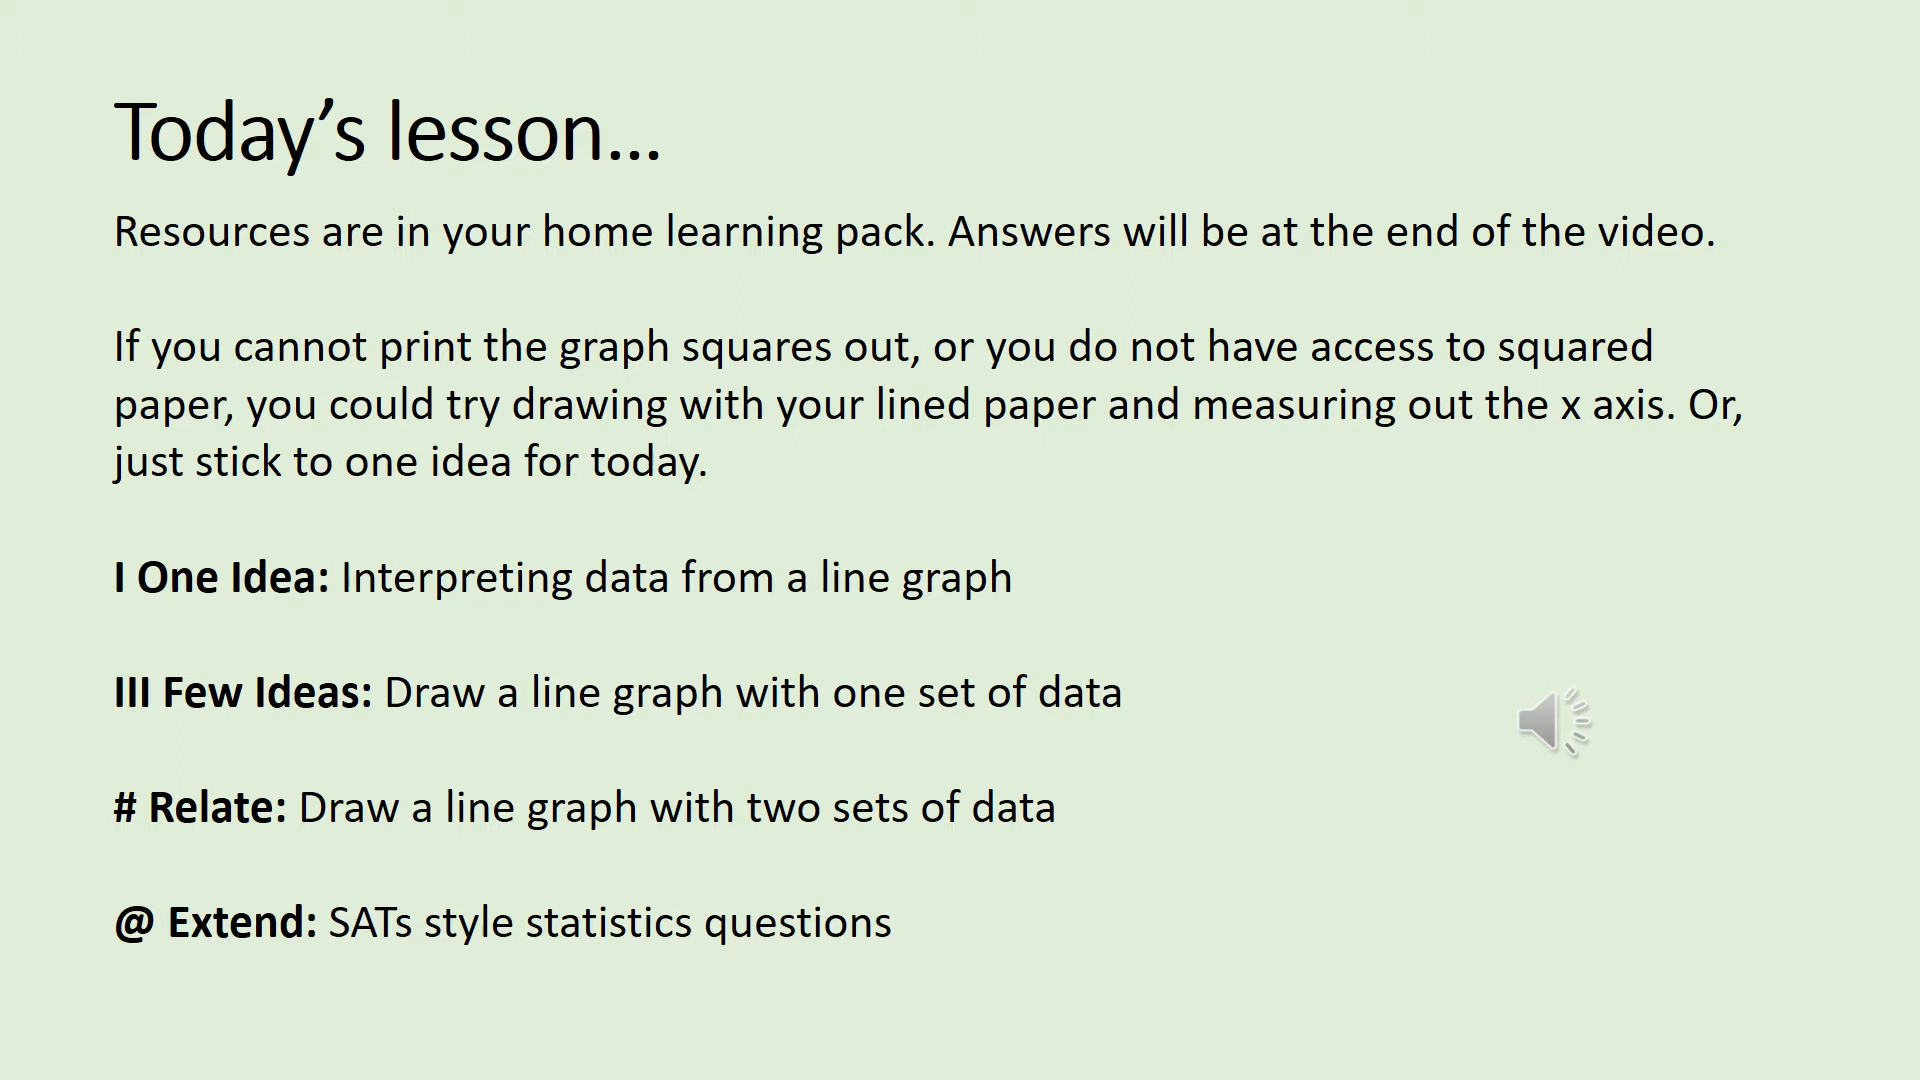 Today’s lesson...
Resources are in your home learning pack. Answers will be at the end of the video.
If you cannot print the graph squares out, or you do not have access to squared
paper, you could try drawing with your lined paper and measuring out the x axis. Or,
just stick to one idea for today.
I One Idea: Interpreting data from a line graph
III Few Ideas: Draw a line graph with one set of data
# Relate: Draw a line graph with two sets of data
@ Extend: SATs style statistics questions